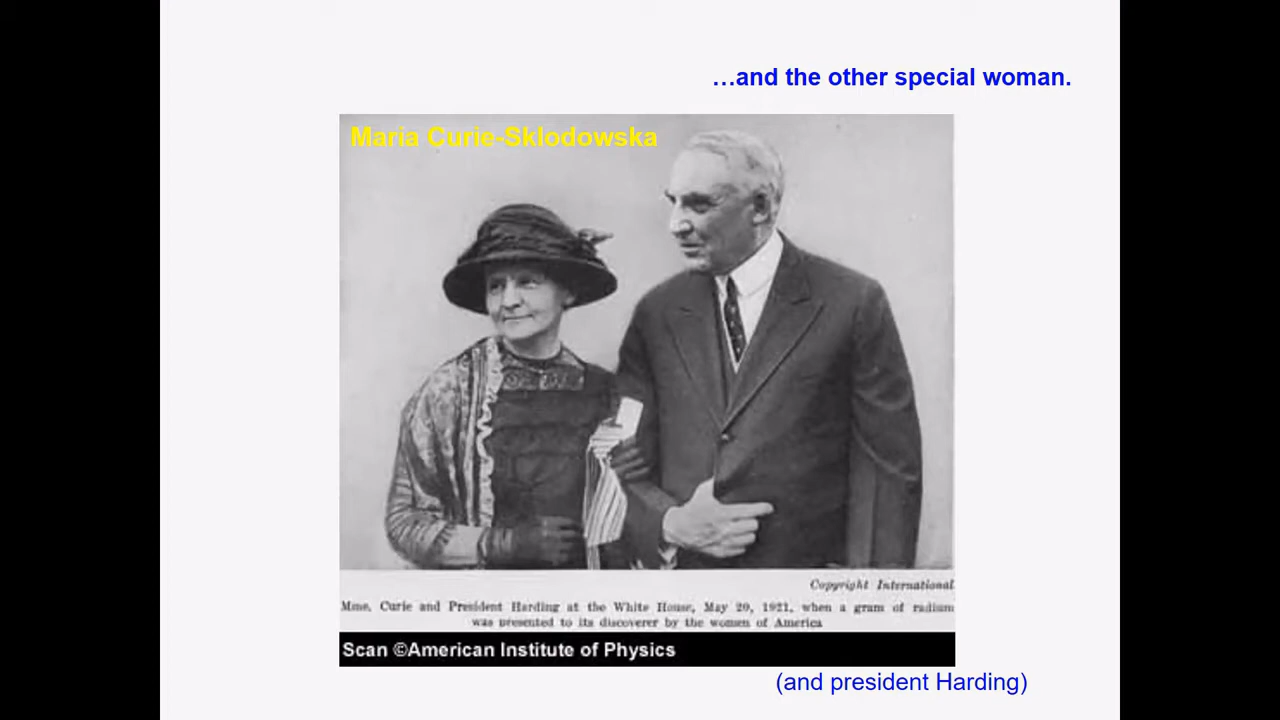 …and the other special woman.
Maria Curie-Sklodowska
Copyright International
Mme. Curie and President Harding at the White House, May 20, 1921, when a gram of radium
was presented to its discoverer by the women of America
Scan ©American Institute of Physics
(and president Harding)